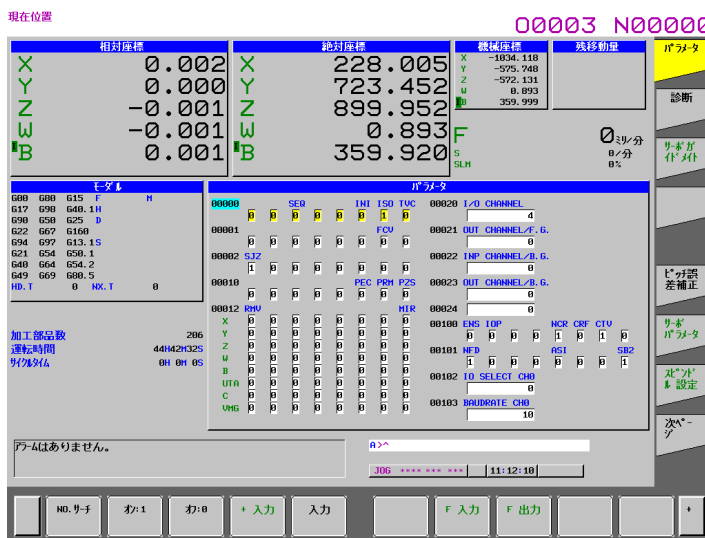 現在位置
O0003 N00000
相対座標
X 0.002
Y 0.000
Z -0.001
W -0.001
B 0.001
絶対座標
X 228.005
Y 723.452
Z 899.952
W 0.893
B 359.920
機械座標
X -1034.118
Y -575.748
Z -572.131
W 0.893
B 359.999
残移動量
F 0ミリ/分
S 0/分
SLM 0%
モーダル
G00 G80 G15 F M
G17 G98 G40.1 H
G90 G50 G25 D
G22 G67 G160
G94 G97 G13.1 S
G21 G54 G50.1
G40 G64 G54.2
G49 G69 G80.5
HD.T 0 NX.T 0
加工部品数 206
運転時間 44H42M32S
サイクルタイム 0H 0M 0S
パラメータ
00000 SEQ INI ISO TVC
0 0 0 0 0 0 1 0
00001 FCV
0 0 0 0 0 0 0 0
00002 SJZ
1 0 0 0 0 0 0 0
00010 PEC PRM PZS
0 0 0 0 0 0 0 0
00012 RMV MIR
X 0 0 0 0 0 0 0 0
Y 0 0 0 0 0 0 0 0
Z 0 0 0 0 0 0 0 0
W 0 0 0 0 0 0 0 0
B 0 0 0 0 0 0 0 0
UTA 0 0 0 0 0 0 0 0
C 0 0 0 0 0 0 0 0
VMG 0 0 0 0 0 0 0 0
00020 I/O CHANNEL
4
00021 OUT CHANNEL/F.G.
0
00022 INP CHANNEL/B.G.
0
00023 OUT CHANNEL/B.G.
0
00024
0
00100 ENS IOP NCR CRF CTV
0 0 0 0 1 0 1 0
00101 NFD ASI SB2
1 0 0 0 0 0 0 1
00102 IO SELECT CH0
0
00103 BAUDRATE CH0
10
アラームはありません。
A>^
JOG **** *** *** 11:12:10
パラメータ
診断
サーボガ
イドメイト
ピッチ誤
差補正
サーボ
パラメータ
スピンド
ル 設定
次ペー
ジ
NO.サーチ
オン:1
オフ:0
+ 入力
入力
F 入力
F 出力
+